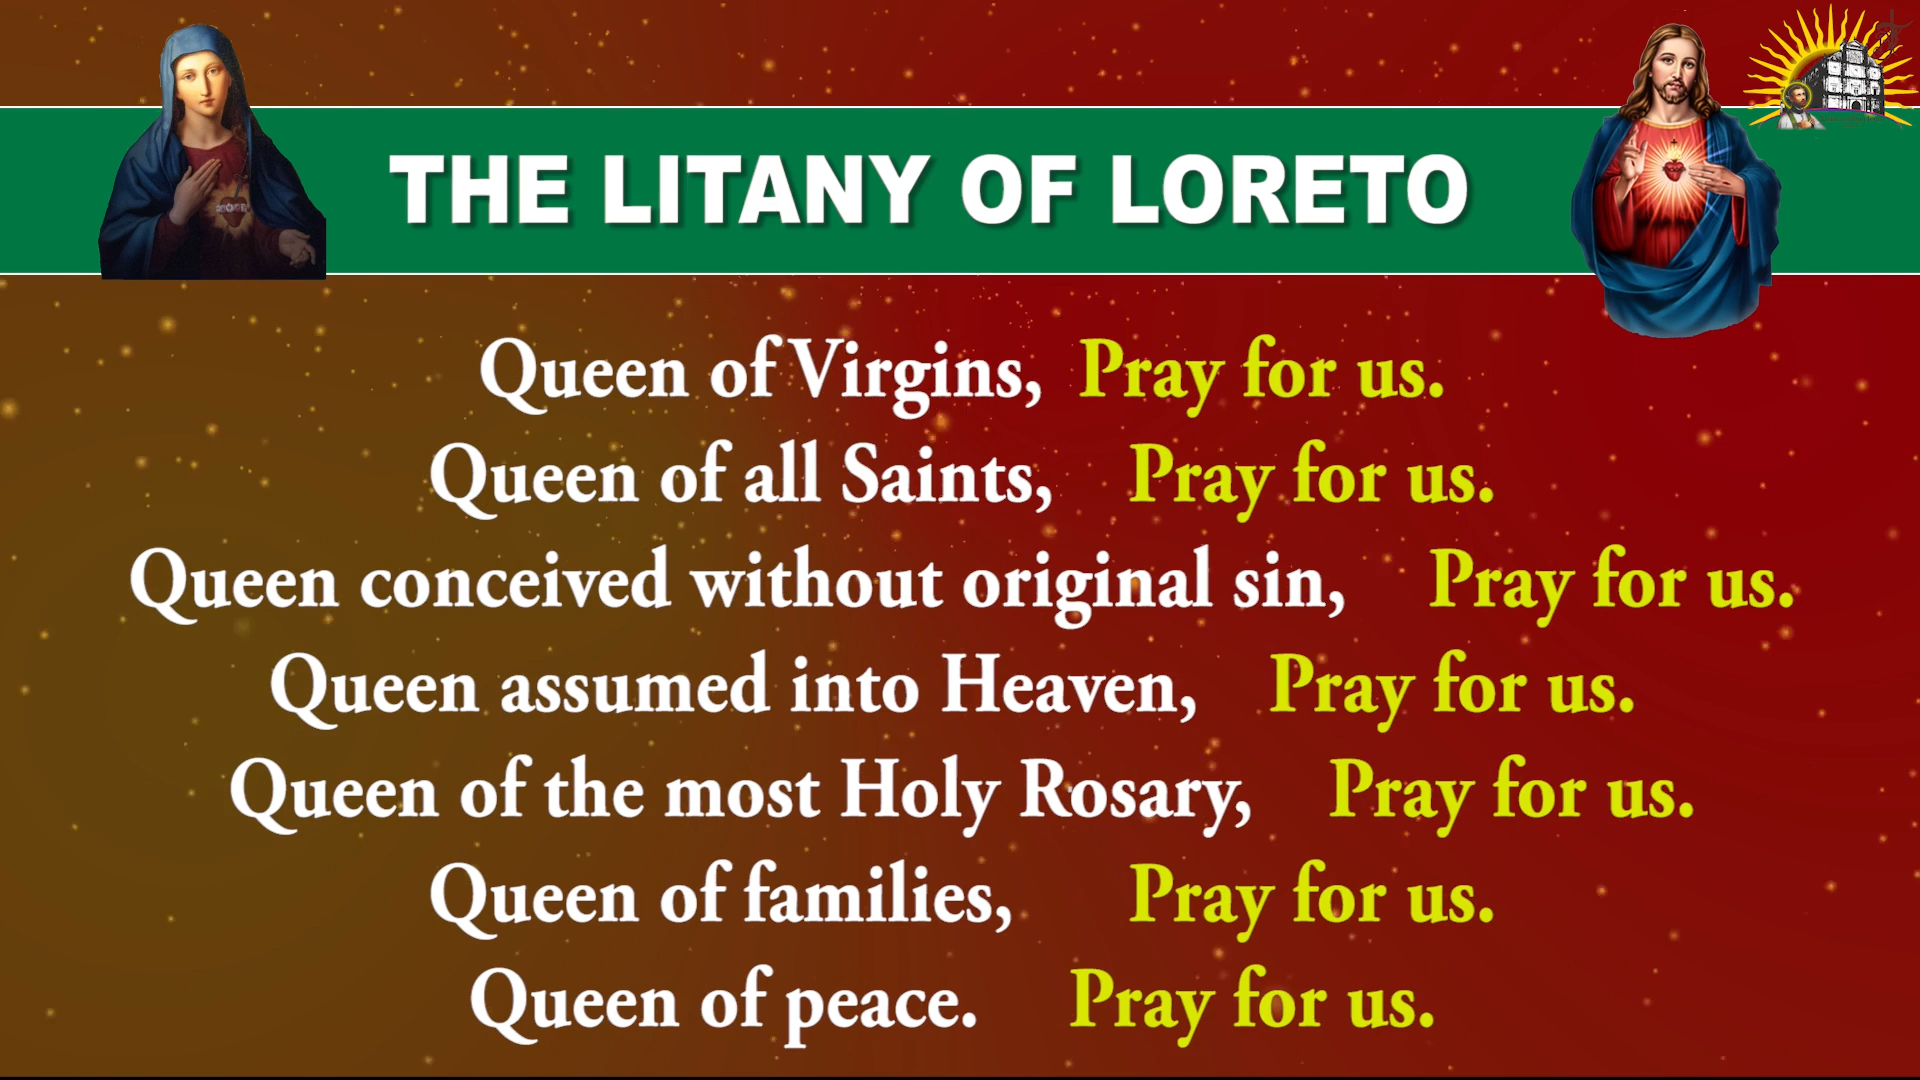 THE LITANY OF LORETO
Queen of Virgins, Pray for us.
Queen of all Saints, Pray for us.
Queen conceived without original sin, Pray for us.
Queen assumed into Heaven, Pray for us.
Queen of the most Holy Rosary, Pray for us.
Queen of families, Pray for us.
Queen of peace. Pray for us.